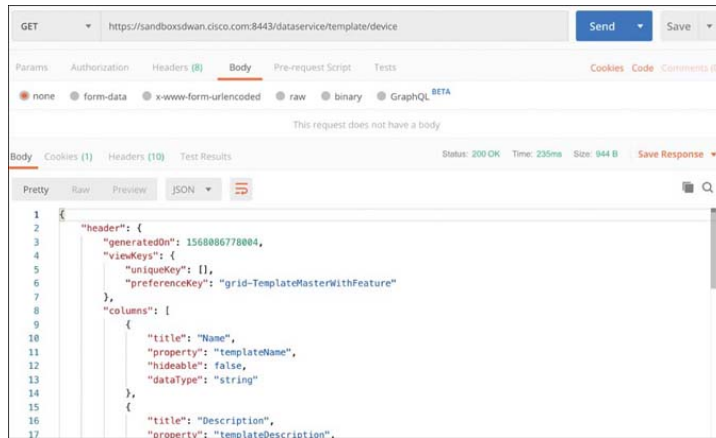 GET https://sandboxsdwan.cisco.com:8443/dataservice/template/device Send Save
Params Authorization Headers (8) Body Pre-request Script Tests Cookies Code Comments
none form-data x-www-form-urlencoded raw binary GraphQL BETA
This request does not have a body
Body Cookies (1) Headers (10) Test Results Status: 200 OK Time: 235ms Size: 944 B Save Response
Pretty Raw Preview JSON
1 {
2 "header": {
3 "generatedOn": 1568086778004,
4 "viewKeys": {
5 "uniqueKey": [],
6 "preferenceKey": "grid-TemplateMasterWithFeature"
7 },
8 "columns": [
9 {
10 "title": "Name",
11 "property": "templateName",
12 "hideable": false,
13 "dataType": "string"
14 },
15 {
16 "title": "Description",
17 "property": "templateDescription",